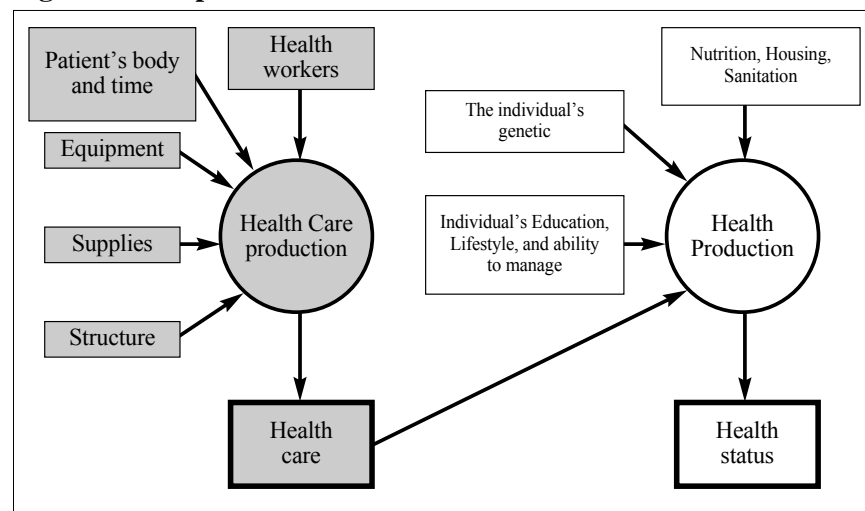 Patient's body
and time
Health
workers
Nutrition, Housing,
Sanitation
The individual's
genetic
Equipment
Health Care
production
Supplies
Individual's Education,
Lifestyle, and ability
to manage
Health
Production
Structure
Health
care
Health
status